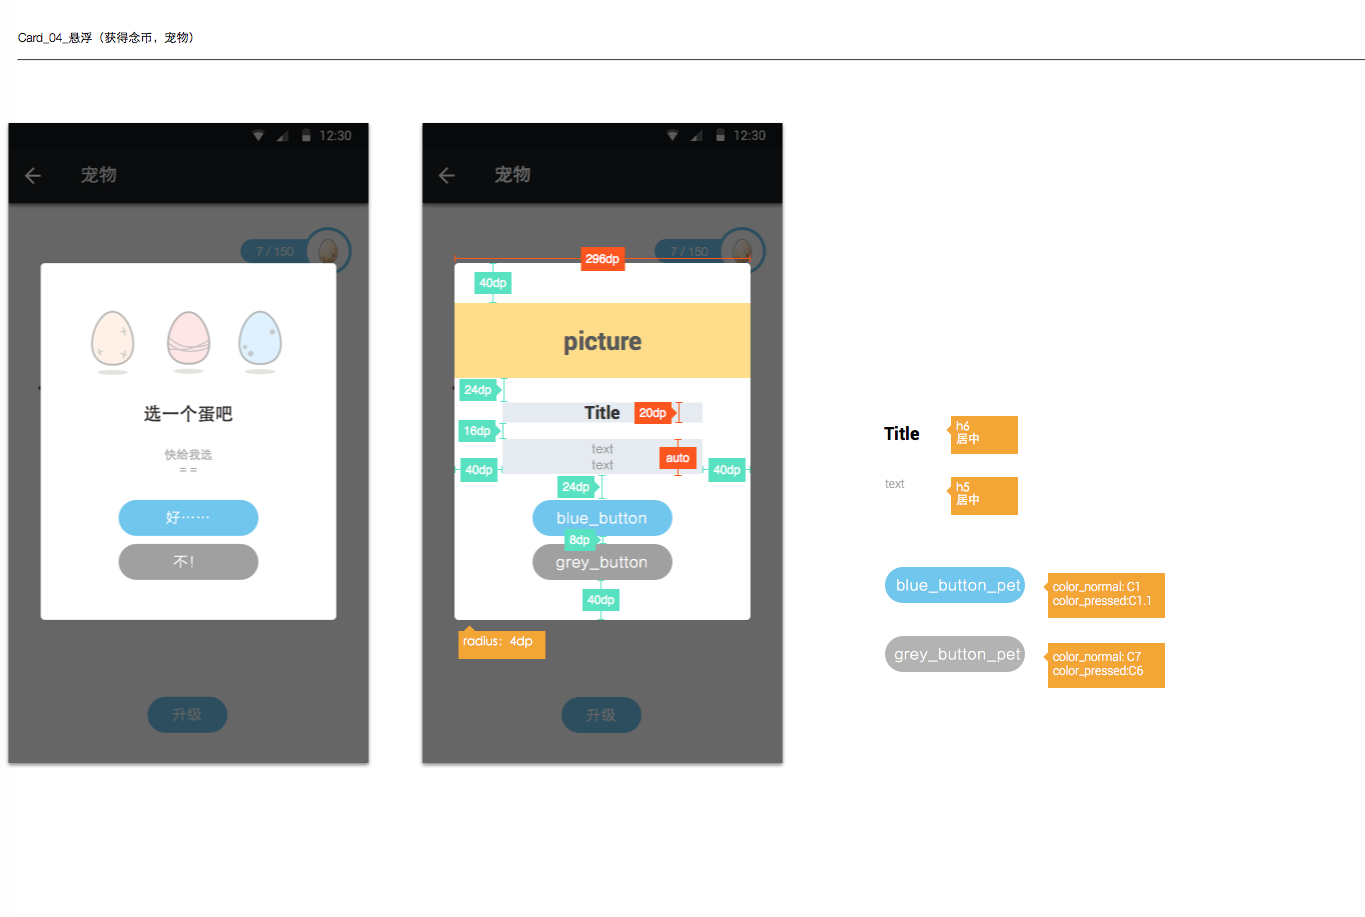 Card_04_悬浮（获得念币，宠物）
12:30
宠物
7 / 150
选一个蛋吧
快给我选
= =
好……
不！
升级
12:30
宠物
7 / 150
296dp
40dp
picture
24dp
Title
20dp
16dp
text
text
auto
40dp
40dp
24dp
blue_button
8dp
grey_button
40dp
radius：4dp
升级
Title
h6
居中
text
h5
居中
blue_button_pet
color_normal: C1
color_pressed:C1.1
grey_button_pet
color_normal: C7
color_pressed:C6